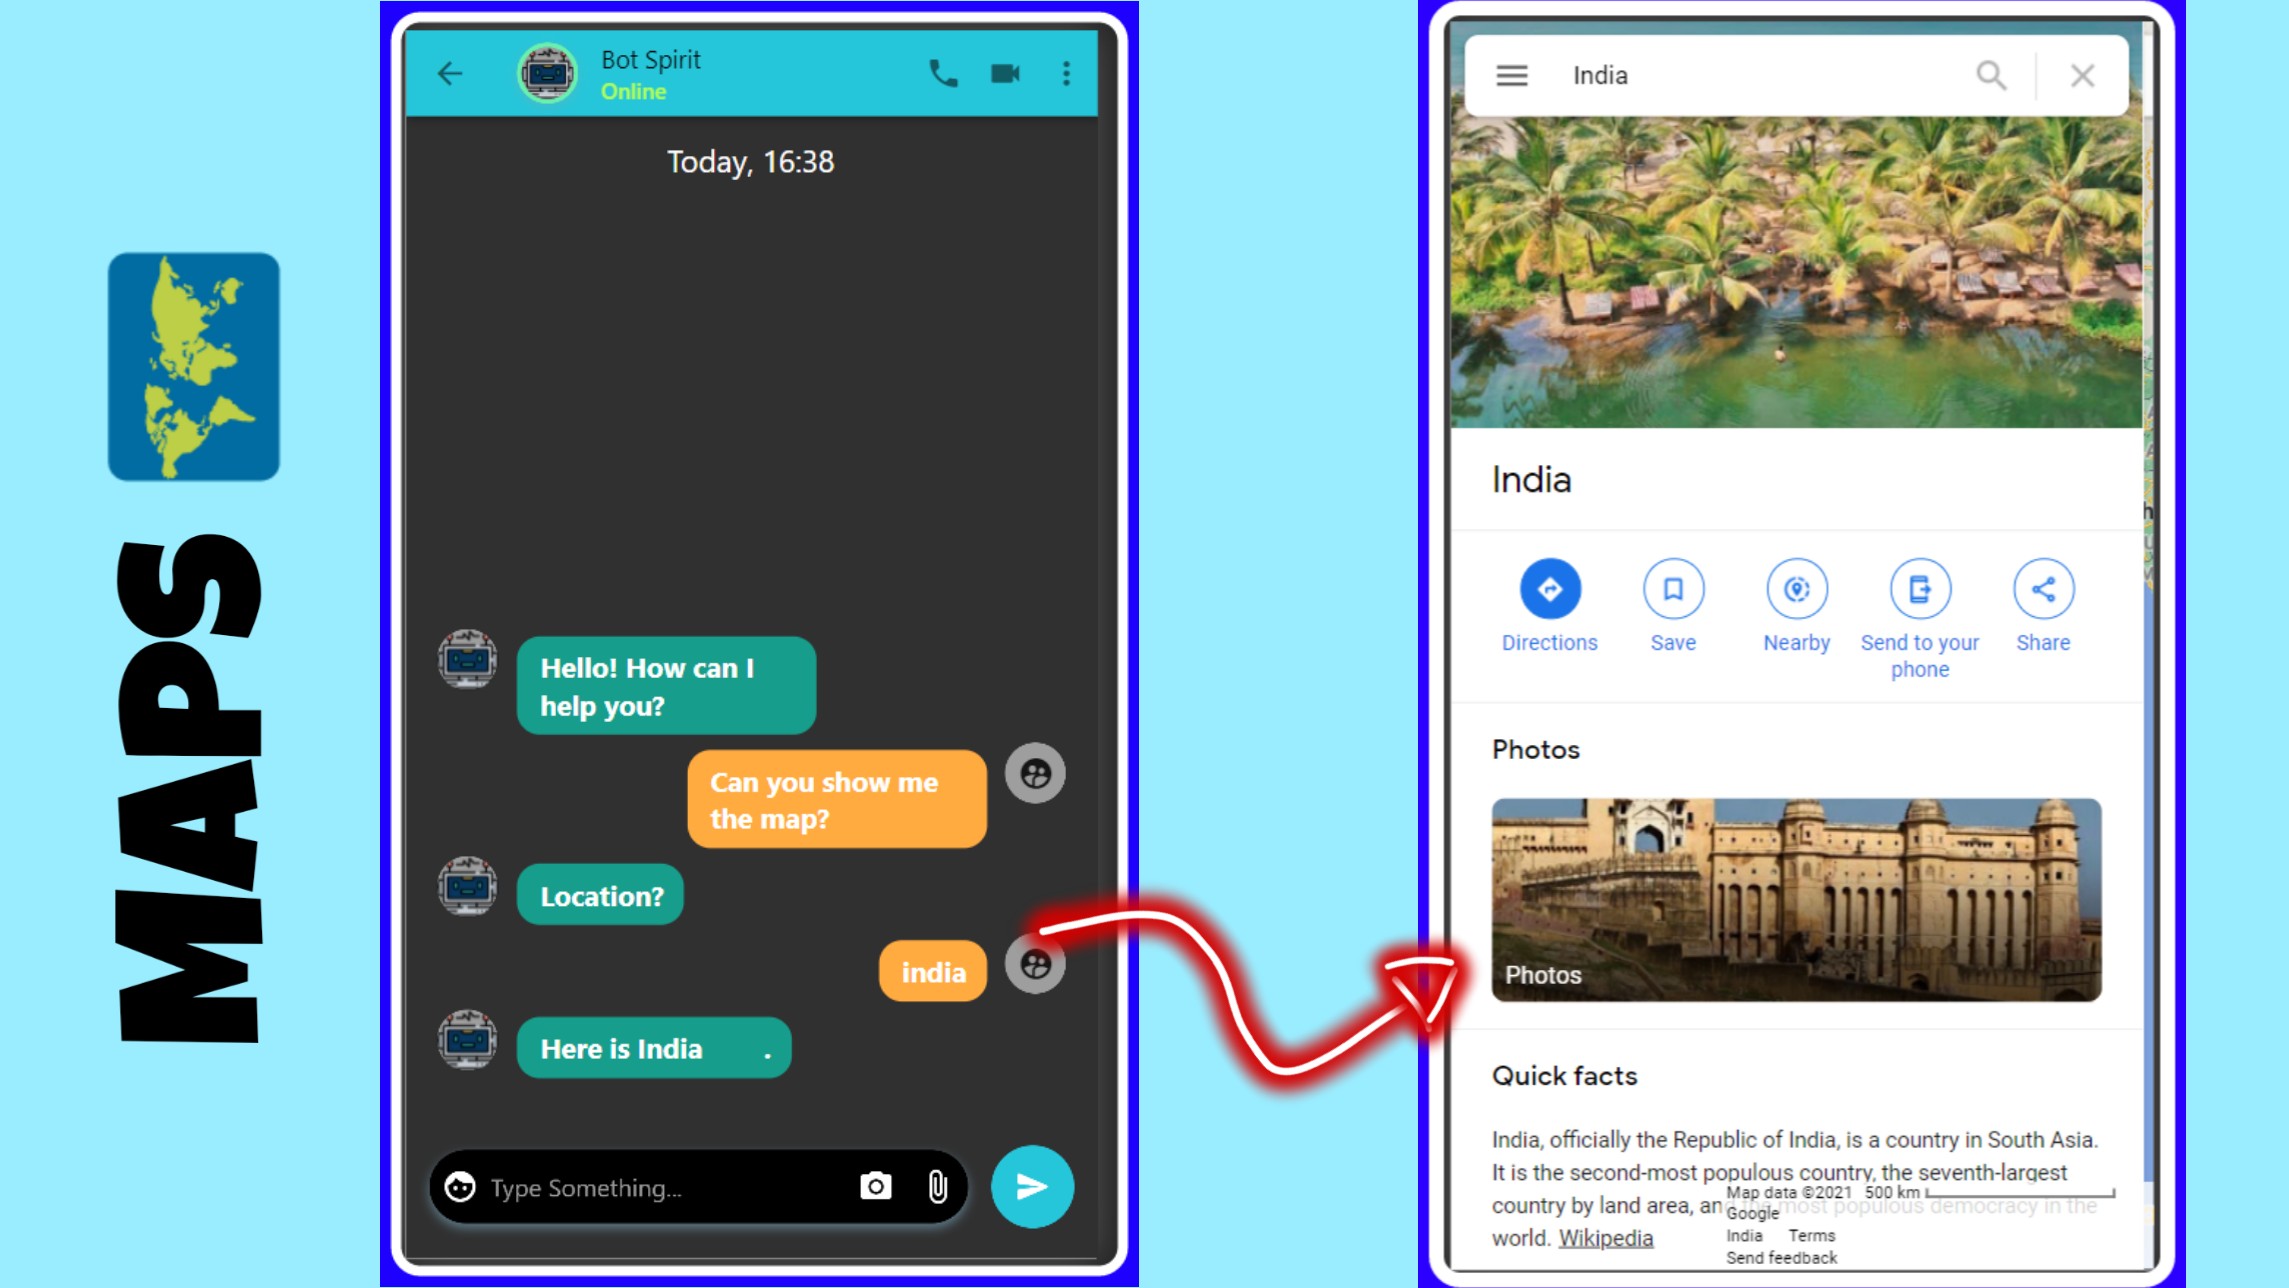 MAPS
Bot Spirit
Online
Today, 16:38
Hello! How can I
help you?
Can you show me
the map?
Location?
india
Here is India .
Type Something...
India
India
Directions
Save
Nearby
Send to your
phone
Share
Photos
Photos
Quick facts
India, officially the Republic of India, is a country in South Asia.
It is the second-most populous country, the seventh-largest
country by land area, and the most populous democracy in the
world. Wikipedia
Map data ©2021 500 km
Google
India Terms
Send feedback